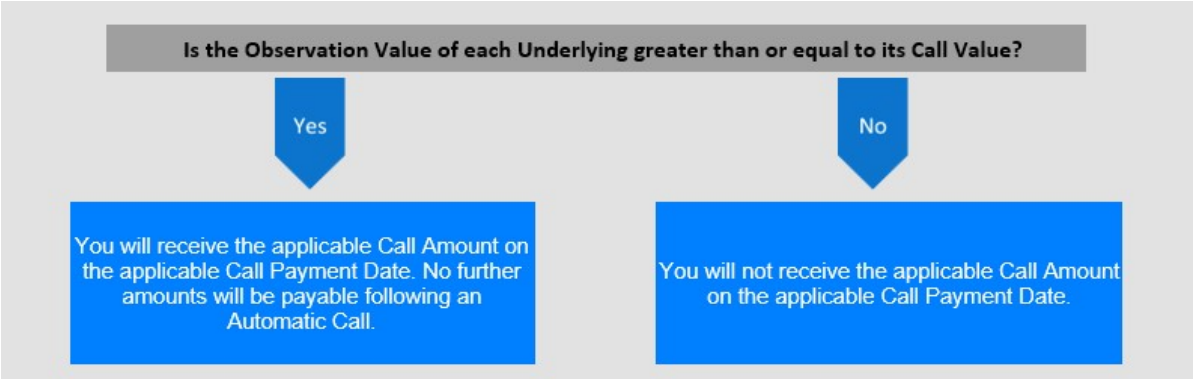 Is the Observation Value of each Underlying greater than or equal to its Call Value?
Yes
No
You will receive the applicable Call Amount on
the applicable Call Payment Date. No further
amounts will be payable following an
Automatic Call.
You will not receive the applicable Call Amount
on the applicable Call Payment Date.